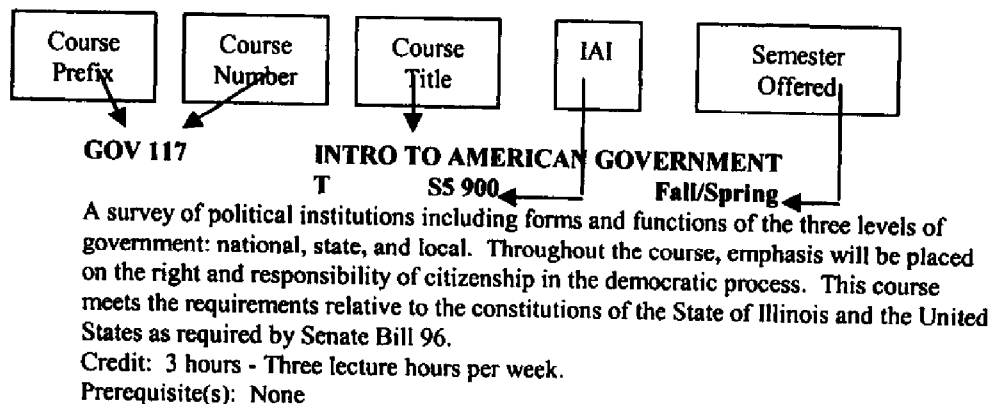 Course Prefix
Course Number
Course Title
IAI
Semester Offered
GOV 117 INTRO TO AMERICAN GOVERNMENT
T S5 900 Fall/Spring
A survey of political institutions including forms and functions of the three levels of
government: national, state, and local. Throughout the course, emphasis will be placed
on the right and responsibility of citizenship in the democratic process. This course
meets the requirements relative to the constitutions of the State of Illinois and the United
States as required by Senate Bill 96.
Credit: 3 hours - Three lecture hours per week.
Prerequisite(s): None